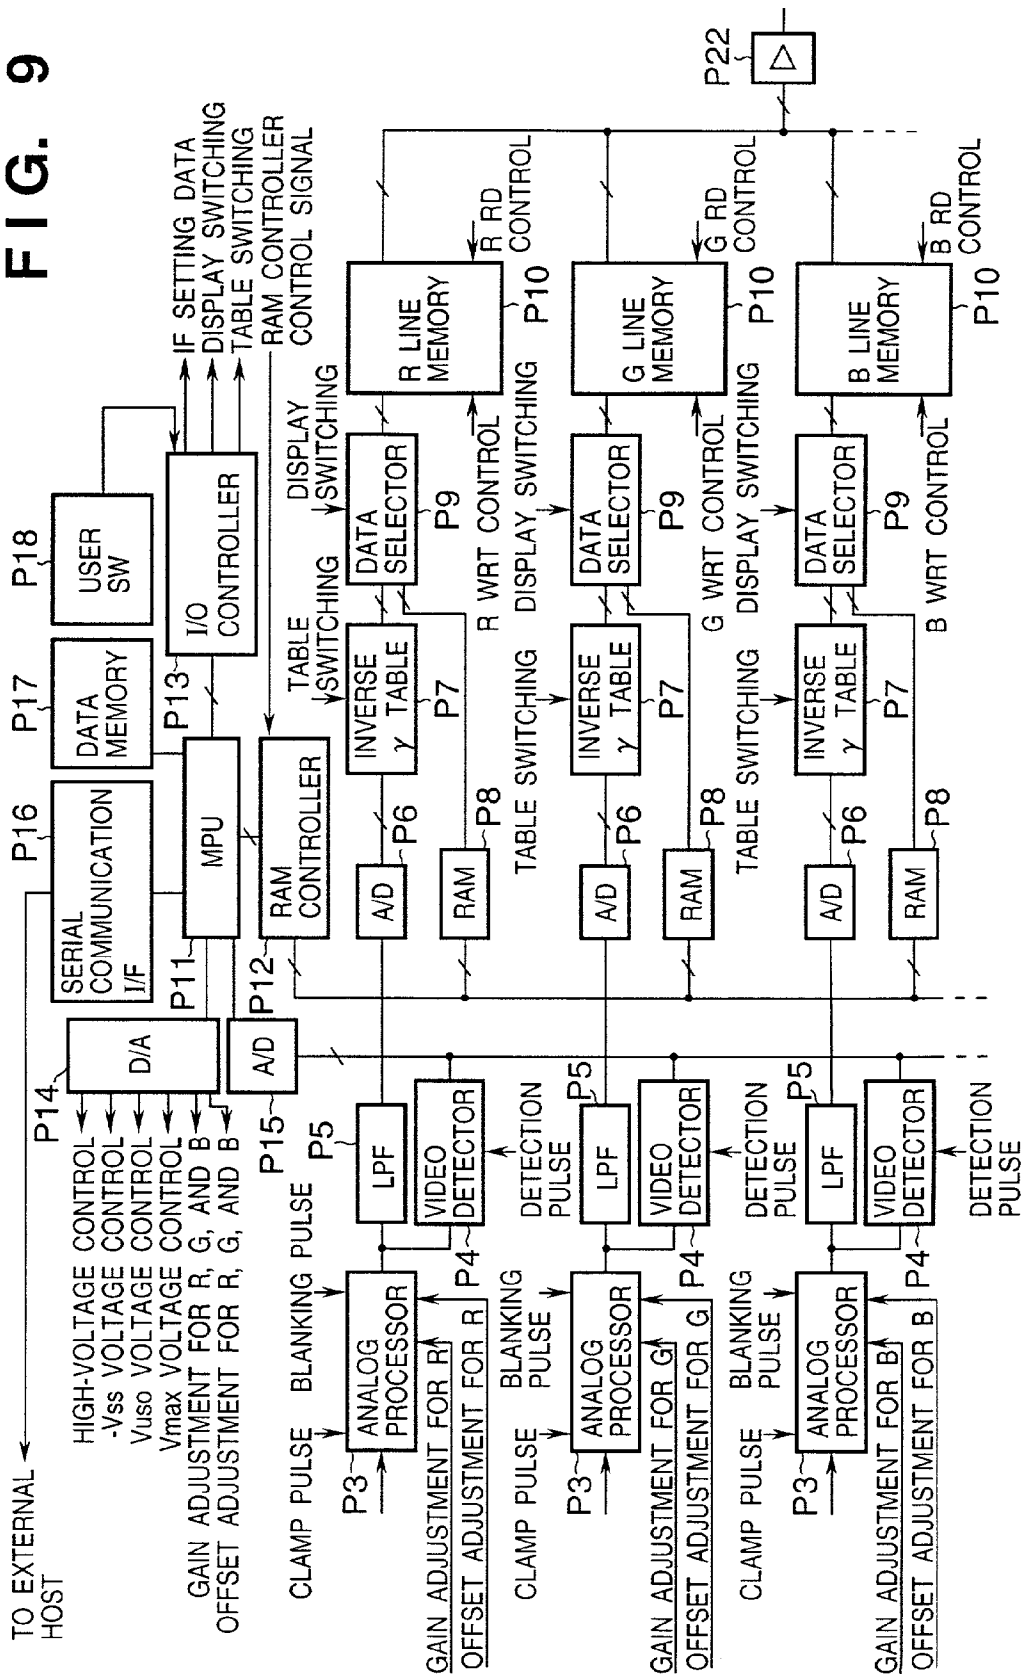 FIG. 9
TO EXTERNAL
HOST
P16
SERIAL
COMMUNICATION
I/F
P17
DATA
MEMORY
P18
USER
SW
P14
D/A
HIGH-VOLTAGE CONTROL
-Vss VOLTAGE CONTROL
Vuso VOLTAGE CONTROL
Vmax VOLTAGE CONTROL
GAIN ADJUSTMENT FOR R, G, AND B
OFFSET ADJUSTMENT FOR R, G, AND B
P11
MPU
P13
I/O
CONTROLLER
IF SETTING DATA
DISPLAY SWITCHING
TABLE SWITCHING
RAM CONTROLLER
CONTROL SIGNAL
P15
A/D
P12
RAM
CONTROLLER
CLAMP PULSE
BLANKING PULSE
P3
ANALOG
PROCESSOR
GAIN ADJUSTMENT FOR R
OFFSET ADJUSTMENT FOR R
P5
LPF
P4
VIDEO
DETECTOR
DETECTION
PULSE
A/D
P6
RAM
P8
TABLE
SWITCHING
INVERSE
γ TABLE
P7
DISPLAY
SWITCHING
DATA
SELECTOR
P9
R WRT CONTROL
R LINE
MEMORY
P10
R RD
CONTROL
P22
CLAMP PULSE
BLANKING
PULSE
P3
ANALOG
PROCESSOR
GAIN ADJUSTMENT FOR G
OFFSET ADJUSTMENT FOR G
P5
LPF
P4
VIDEO
DETECTOR
DETECTION
PULSE
A/D
P6
RAM
P8
TABLE SWITCHING
INVERSE
γ TABLE
P7
DISPLAY SWITCHING
DATA
SELECTOR
P9
G WRT CONTROL
G LINE
MEMORY
P10
G RD
CONTROL
CLAMP PULSE
BLANKING
PULSE
P3
ANALOG
PROCESSOR
GAIN ADJUSTMENT FOR B
OFFSET ADJUSTMENT FOR B
P5
LPF
P4
VIDEO
DETECTOR
DETECTION
PULSE
A/D
P6
RAM
P8
TABLE SWITCHING
INVERSE
γ TABLE
P7
DISPLAY SWITCHING
DATA
SELECTOR
P9
B WRT CONTROL
B LINE
MEMORY
P10
B RD
CONTROL